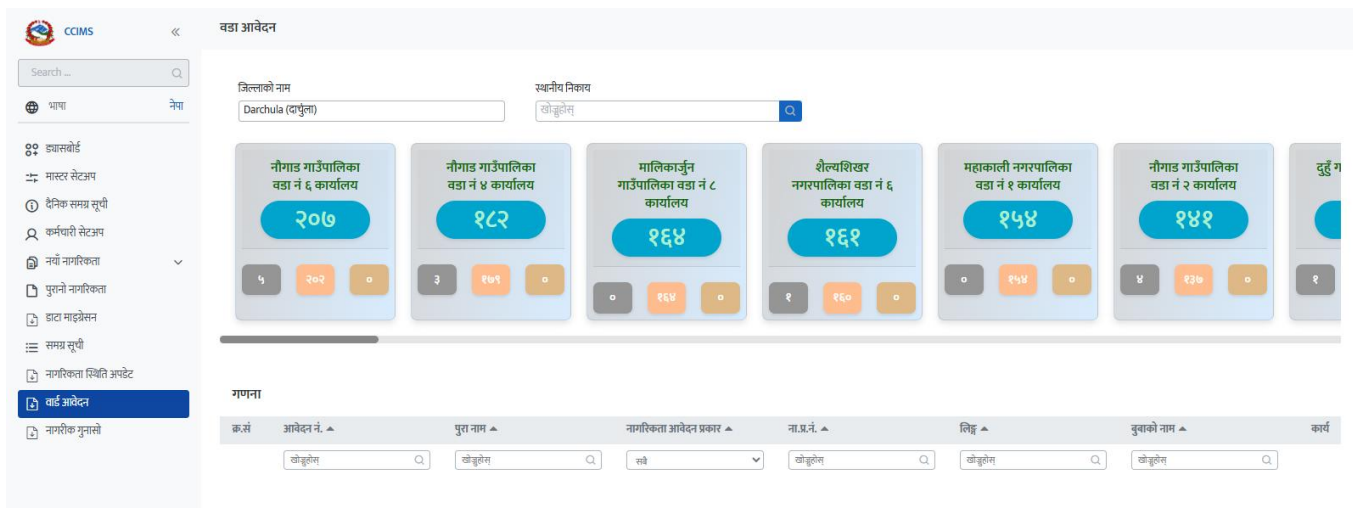 CCIMS
वडा आवेदन
Search ...
भाषा नेपा
ड्यासबोर्ड
मास्टर सेटअप
दैनिक समग्र सूची
कर्मचारी सेटअप
नयाँ नागरिकता
पुरानो नागरिकता
डाटा माइग्रेसन
समग्र सूची
नागरिकता स्थिति अपडेट
वार्ड आवेदन
नागरीक गुनासो
जिल्लाको नाम स्थानीय निकाय
Darchula (दार्चुला) खोज्नुहोस्
नौगाड गाउँपालिका
वडा नं ६ कार्यालय
२०७
५ २०२ ०
नौगाड गाउँपालिका
वडा नं ४ कार्यालय
१८२
३ १७९ ०
मालिकार्जुन
गाउँपालिका वडा नं ८
कार्यालय
१६४
० १६४ ०
शैल्यशिखर
नगरपालिका वडा नं ६
कार्यालय
१६१
१ १६० ०
महाकाली नगरपालिका
वडा नं १ कार्यालय
१५४
० १५४ ०
नौगाड गाउँपालिका
वडा नं २ कार्यालय
१४१
४ १३७ ०
दुहुँ ग
१
गणना
क्र.सं आवेदन नं. पुरा नाम नागरिकता आवेदन प्रकार ना.प्र.नं. लिङ्ग बुबाको नाम कार्य
खोज्नुहोस् खोज्नुहोस् सबै खोज्नुहोस् खोज्नुहोस् खोज्नुहोस्